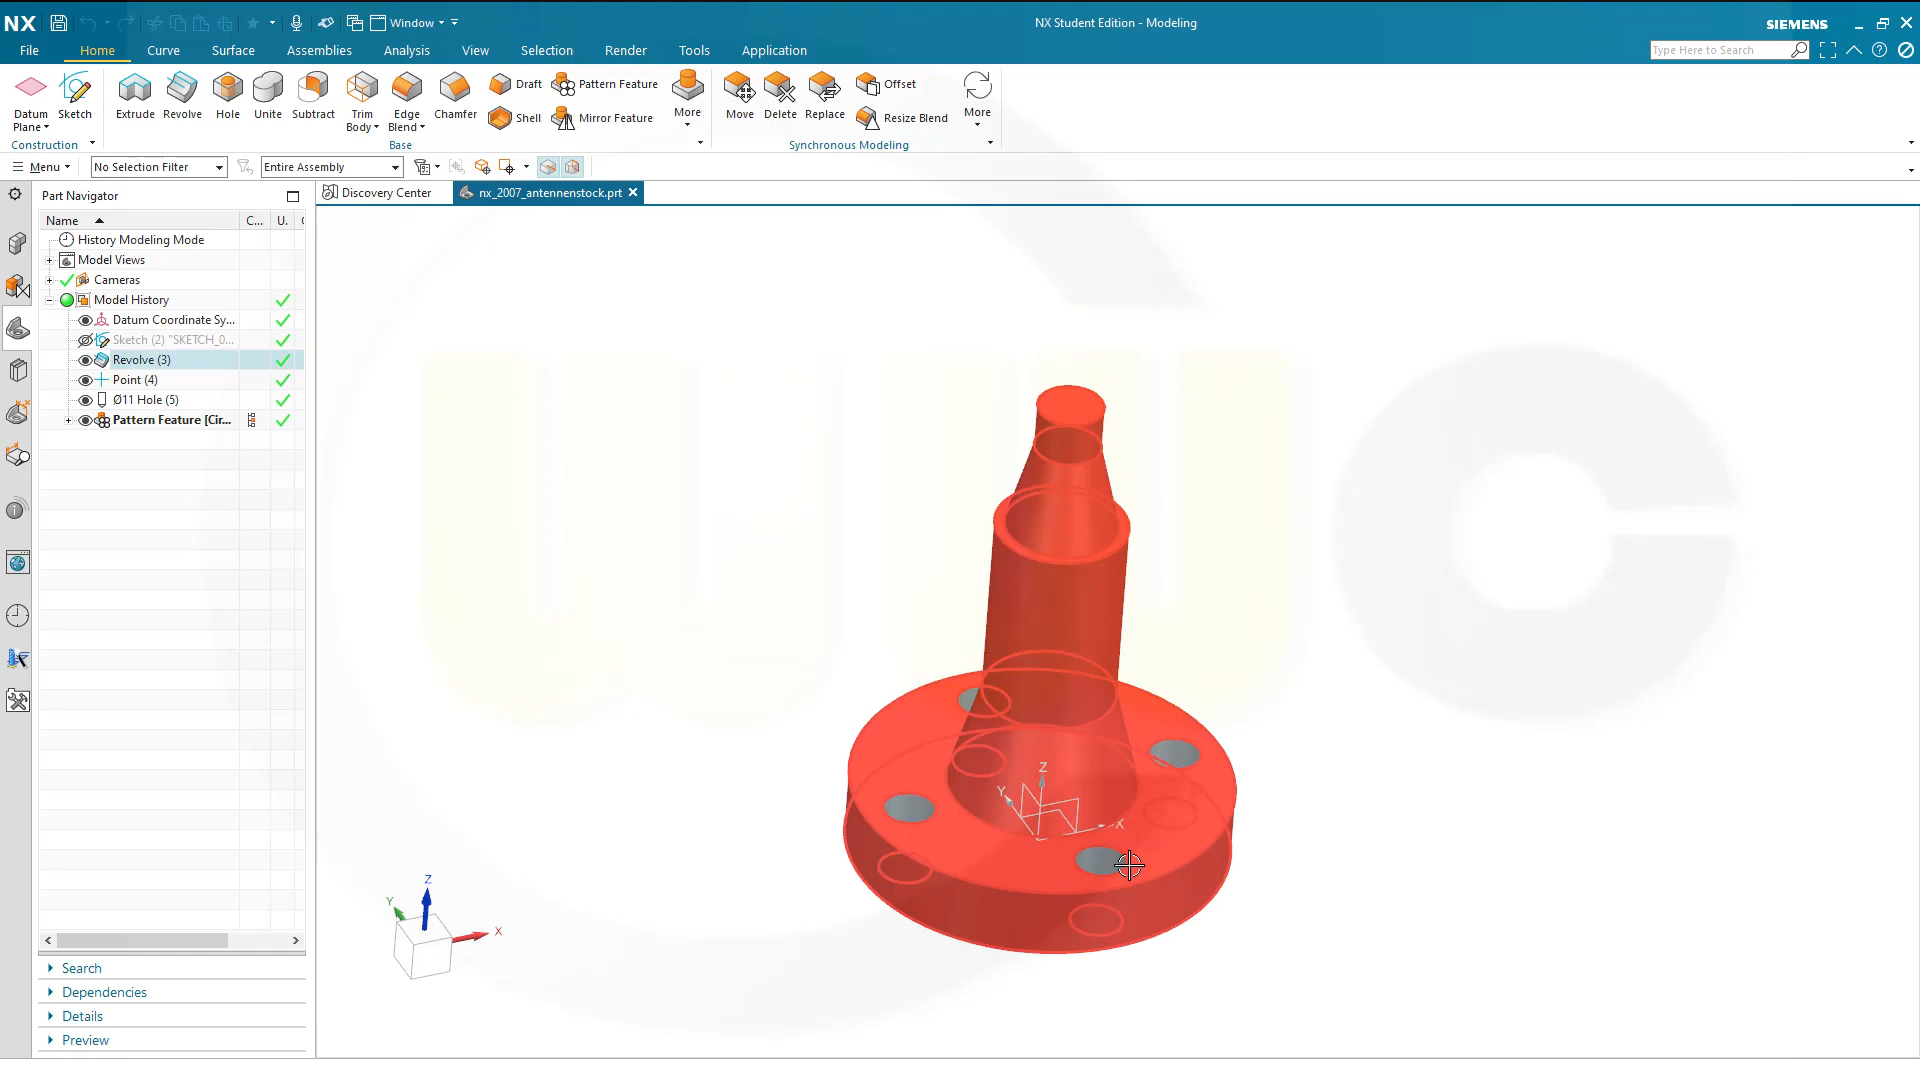 NX
Window
NX Student Edition - Modeling
SIEMENS
File
Home
Curve
Surface
Assemblies
Analysis
View
Selection
Render
Tools
Application
Type Here to Search
Datum
Plane
Sketch
Extrude
Revolve
Hole
Unite
Subtract
Trim
Body
Edge
Blend
Chamfer
Draft
Shell
Pattern Feature
Mirror Feature
More
Move
Delete
Replace
Offset
Resize Blend
More
Construction
Base
Synchronous Modeling
Menu
No Selection Filter
Entire Assembly
Part Navigator
Discovery Center
nx_2007_antennenstock.prt
Name
C...
U.
History Modeling Mode
Model Views
Cameras
Model History
Datum Coordinate Sy...
Sketch (2) "SKETCH_0...
Revolve (3)
Point (4)
Ø11 Hole (5)
Pattern Feature [Cir...
Z
Y
X
Z
Y
X
Search
Dependencies
Details
Preview
wuc